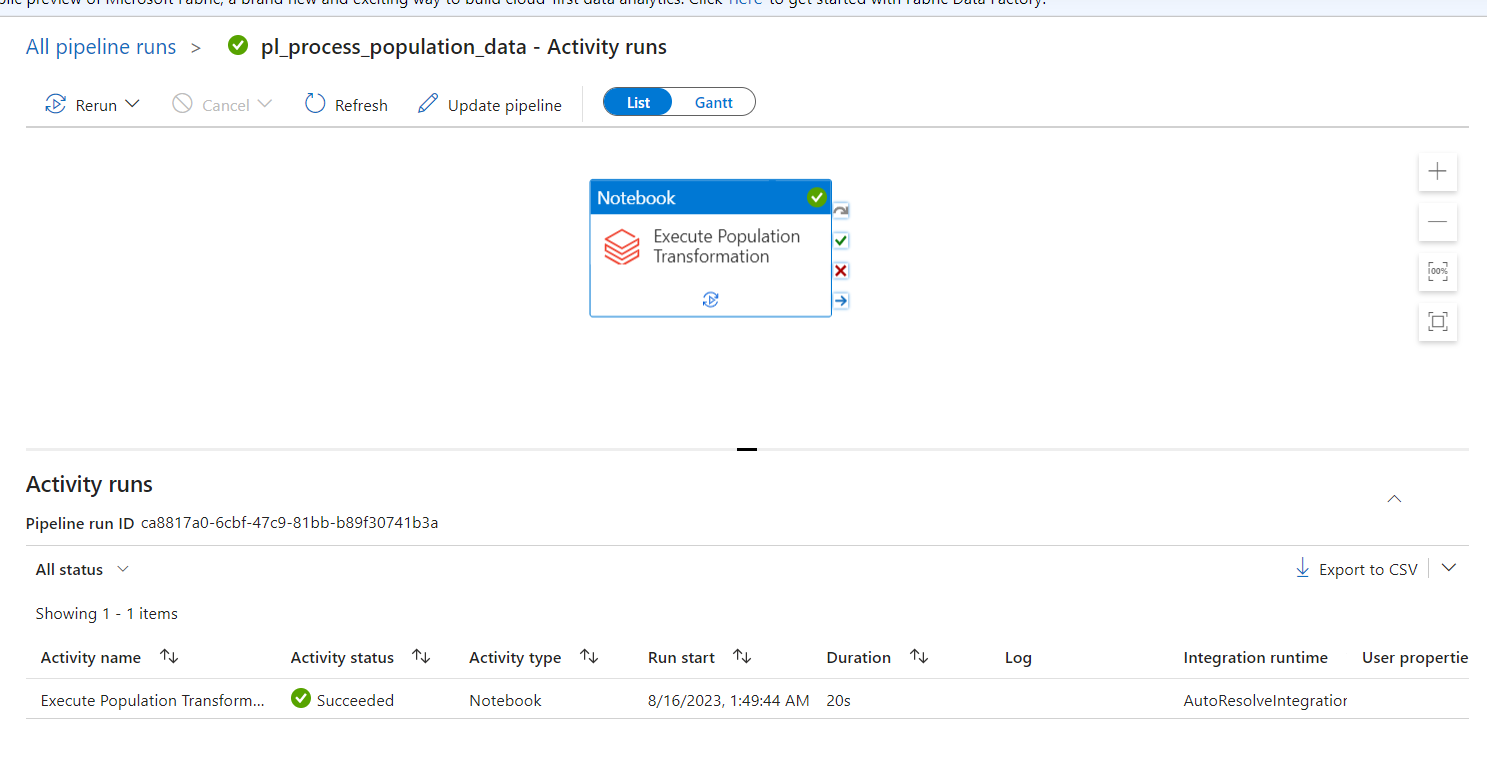 blic preview of Microsoft Fabric, a brand new and exciting way to build cloud-first data analytics. Click here to get started with Fabric Data Factory.
All pipeline runs > pl_process_population_data - Activity runs
Rerun Cancel Refresh Update pipeline List Gantt
Notebook
Execute Population
Transformation
100%
Activity runs
Pipeline run ID ca8817a0-6cbf-47c9-81bb-b89f30741b3a
All status Export to CSV
Showing 1 - 1 items
Activity name Activity status Activity type Run start Duration Log Integration runtime User propertie
Execute Population Transform... Succeeded Notebook 8/16/2023, 1:49:44 AM 20s AutoResolveIntegration